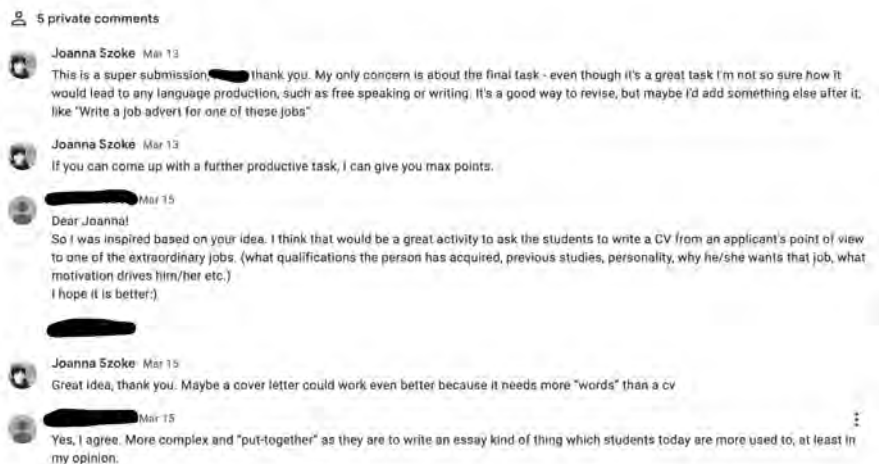 5 private comments
Joanna Szoke Mar 13
This is a super submission, thank you. My only concern is about the final task - even though it's a great task I'm not so sure how it
would lead to any language production, such as free speaking or writing. It's a good way to revise, but maybe I'd add something else after it,
like "Write a job advert for one of these jobs"
Joanna Szoke Mar 13
If you can come up with a further productive task, I can give you max points.
Mar 15
Dear Joanna!
So I was inspired based on your idea. I think that would be a great activity to ask the students to write a CV from an applicant's point of view
to one of the extraordinary jobs. (what qualifications the person has acquired, previous studies, personality, why he/she wants that job, what
motivation drives him/her etc.)
I hope it is better:)
Joanna Szoke Mar 15
Great idea, thank you. Maybe a cover letter could work even better because it needs more "words" than a cv
Mar 15
Yes, I agree. More complex and "put-together" as they are to write an essay kind of thing which students today are more used to, at least in
my opinion.